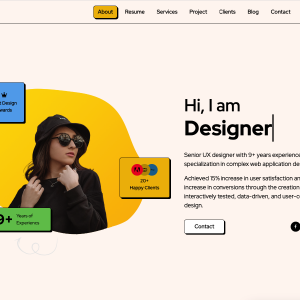 About Resume Services Project Clients Blog Contact
Design
Awards
Hi, I am
Designer
Senior UX designer with 9+ years experience
specialization in complex web application de
Achieved 15% increase in user satisfaction an
increase in conversions through the creation
interactively tested, data-driven, and user-c
design.
20+
Happy Clients
9+ Years of
Experience
Contact